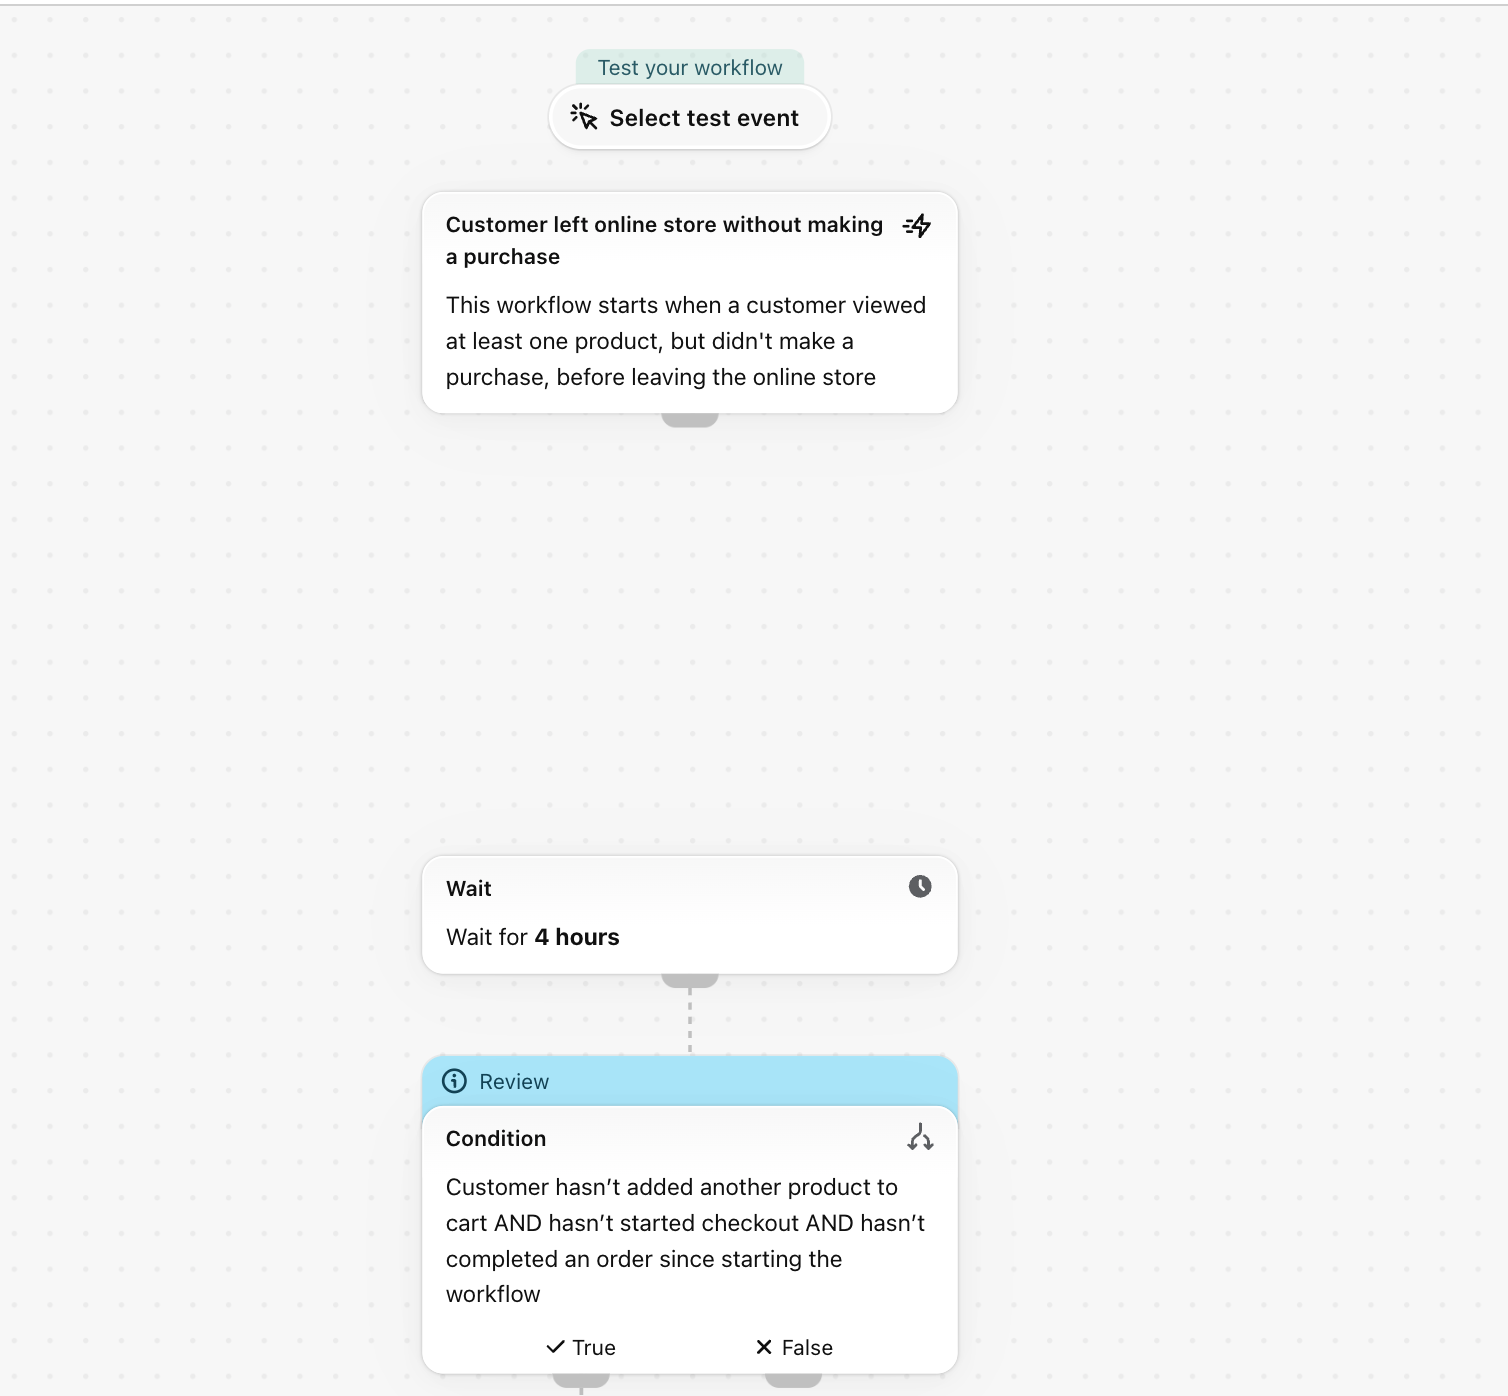 Test your workflow
Select test event
Customer left online store without making
a purchase
This workflow starts when a customer viewed
at least one product, but didn't make a
purchase, before leaving the online store
Wait
Wait for 4 hours
Review
Condition
Customer hasn’t added another product to
cart AND hasn’t started checkout AND hasn’t
completed an order since starting the
workflow
True
False